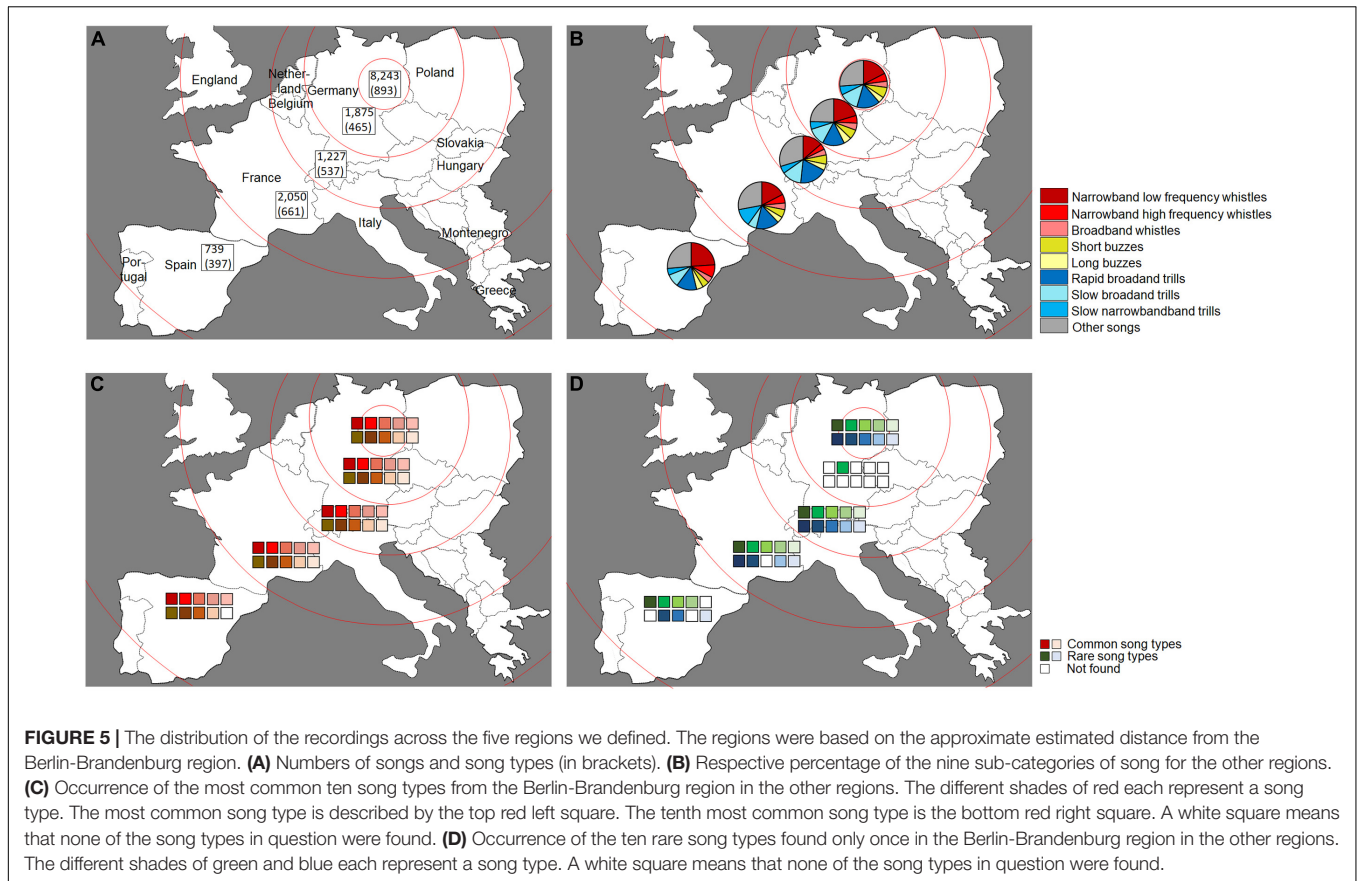 A
England
Nether-
land
Belgium
Germany
8,243
(893)
Poland
1,875
(465)
Slovakia
Hungary
1,227
(537)
France
2,050
(661)
Italy
Montenegro
739
(397)
Por-
tugal
Spain
Greece
B
Narrowband low frequency whistles
Narrowband high frequency whistles
Broadband whistles
Short buzzes
Long buzzes
Rapid broadand trills
Slow broadand trills
Slow narrowbandband trills
Other songs
C
D
Common song types
Rare song types
Not found
FIGURE 5 | The distribution of the recordings across the five regions we defined. The regions were based on the approximate estimated distance from the
Berlin-Brandenburg region. (A) Numbers of songs and song types (in brackets). (B) Respective percentage of the nine sub-categories of song for the other regions.
(C) Occurrence of the most common ten song types from the Berlin-Brandenburg region in the other regions. The different shades of red each represent a song
type. The most common song type is described by the top red left square. The tenth most common song type is the bottom red right square. A white square means
that none of the song types in question were found. (D) Occurrence of the ten rare song types found only once in the Berlin-Brandenburg region in the other regions.
The different shades of green and blue each represent a song type. A white square means that none of the song types in question were found.